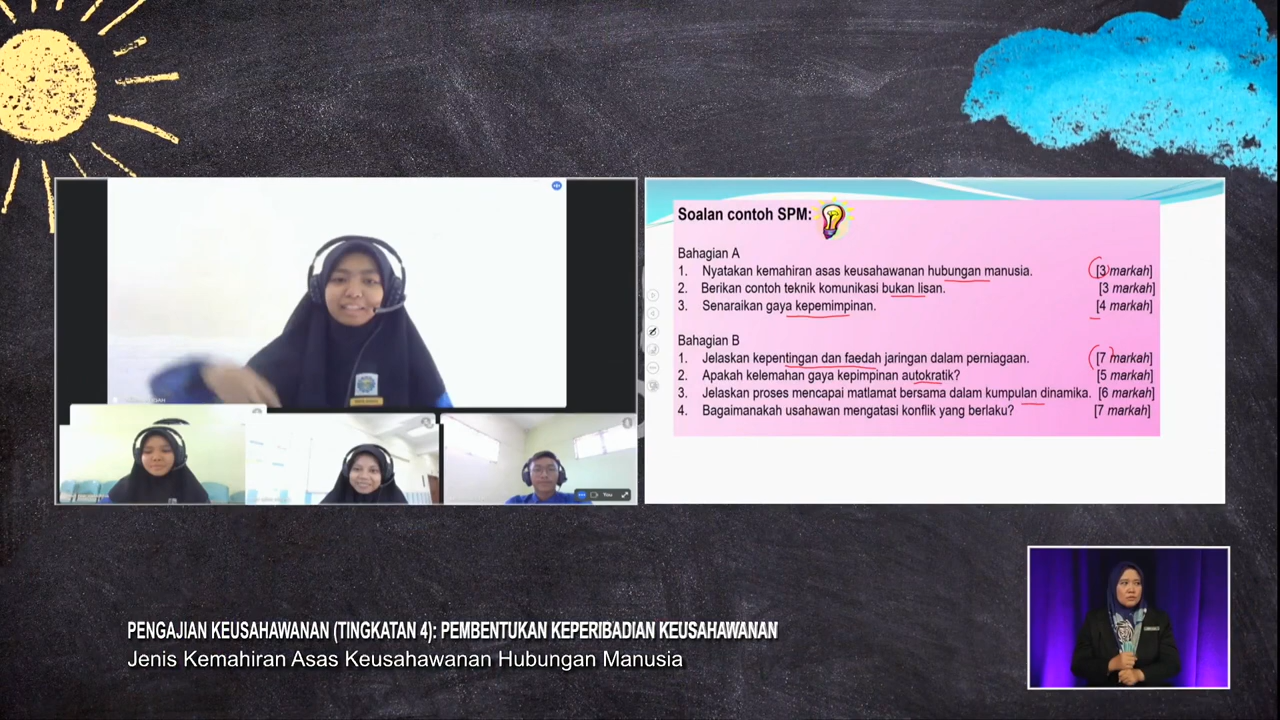 Soalan contoh SPM:
Bahagian A
1. Nyatakan kemahiran asas keusahawanan hubungan manusia. [3 markah]
2. Berikan contoh teknik komunikasi bukan lisan. [3 markah]
3. Senaraikan gaya kepemimpinan. [4 markah]
Bahagian B
1. Jelaskan kepentingan dan faedah jaringan dalam perniagaan. [7 markah]
2. Apakah kelemahan gaya kepimpinan autokratik? [5 markah]
3. Jelaskan proses mencapai matlamat bersama dalam kumpulan dinamika. [6 markah]
4. Bagaimanakah usahawan mengatasi konflik yang berlaku? [7 markah]
You
PENGAJIAN KEUSAHAWANAN (TINGKATAN 4): PEMBENTUKAN KEPERIBADIAN KEUSAHAWANAN
Jenis Kemahiran Asas Keusahawanan Hubungan Manusia